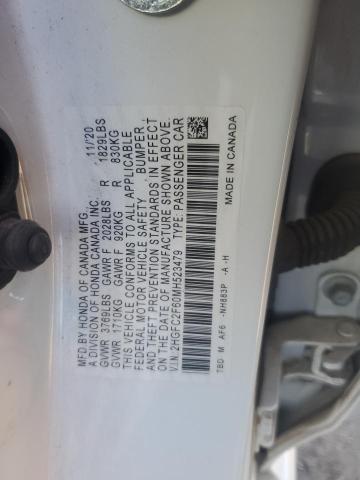 MFD BY HONDA OF CANADA MFG. 11/20
A DIVISION OF HONDA CANADA INC.
GVWR 3769LBS GAWR F 2028LBS R 1829LBS
GVWR 1710KG GAWR F 920KG R 830KG
THIS VEHICLE CONFORMS TO ALL APPLICABLE
FEDERAL MOTOR VEHICLE SAFETY, BUMPER,
AND THEFT PREVENTION STANDARDS IN EFFECT
ON THE DATE OF MANUFACTURE SHOWN ABOVE.
V.I.N. 2HGFC2F60MH523479 TYPE: PASSENGER CAR
TBD M AF6 -NH883P -A -H MADE IN CANADA